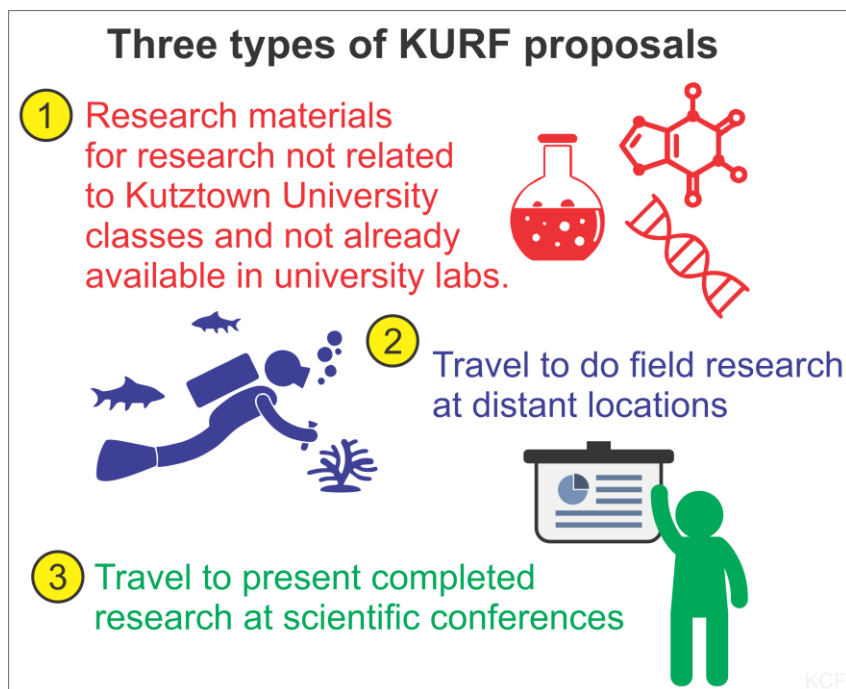 Three types of KURF proposals
1
Research materials
for research not related
to Kutztown University
classes and not already
available in university labs.
2
Travel to do field research
at distant locations
3
Travel to present completed
research at scientific conferences
KCF